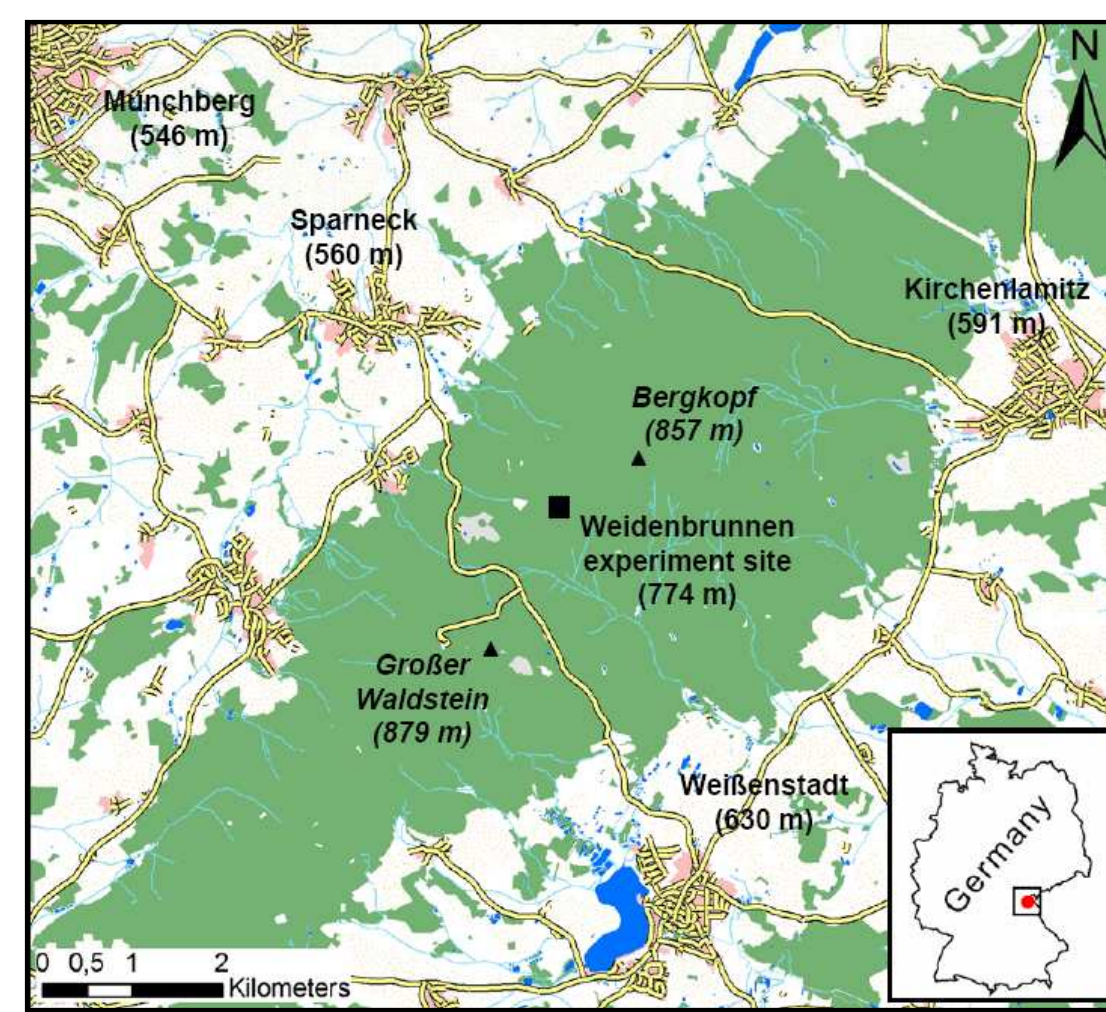 N
Münchberg
(546 m)
Sparneck
(560 m)
Kirchenlamitz
(591 m)
Bergkopf
(857 m)
Weidenbrunnen
experiment site
(774 m)
Großer
Waldstein
(879 m)
Weißenstadt
(630 m)
Germany
0 0,5 1 2
Kilometers